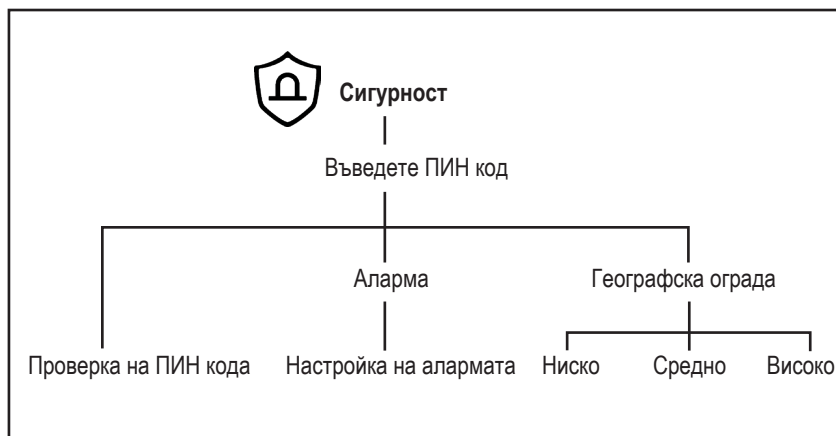 Сигурност
Въведете ПИН код
Аларма
Географска ограда
Проверка на ПИН кода
Настройка на алармата
Ниско
Средно
Високо